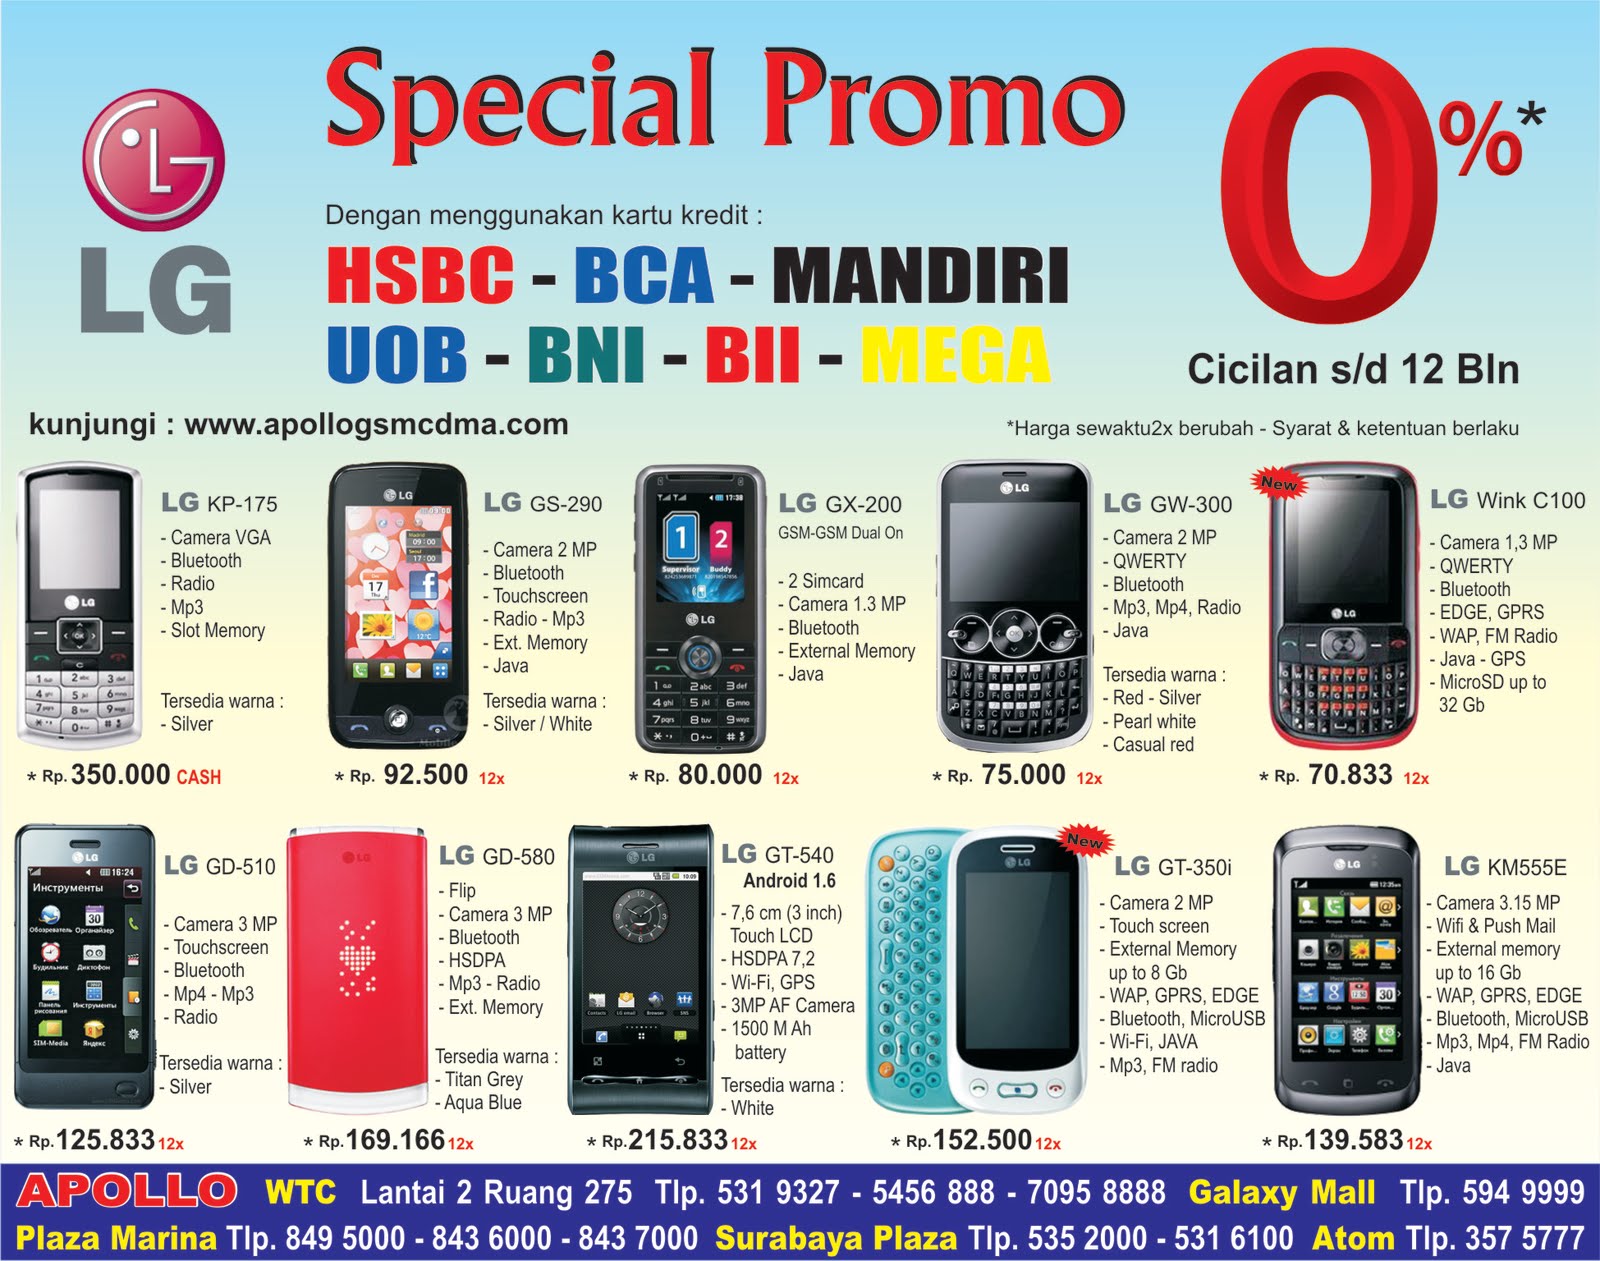 LG
Special Promo
0%*
Dengan menggunakan kartu kredit :
HSBC - BCA - MANDIRI
UOB - BNI - BII - MEGA
Cicilan s/d 12 Bln
kunjungi : www.apollogsmcdma.com
*Harga sewaktu2x berubah - Syarat & ketentuan berlaku
LG KP-175
- Camera VGA
- Bluetooth
- Radio
- Mp3
- Slot Memory
Tersedia warna :
- Silver
* Rp. 350.000 CASH
LG GS-290
- Camera 2 MP
- Bluetooth
- Touchscreen
- Radio - Mp3
- Ext. Memory
- Java
Tersedia warna :
- Silver / White
* Rp. 92.500 12x
LG GX-200
GSM-GSM Dual On
- 2 Simcard
- Camera 1.3 MP
- Bluetooth
- External Memory
- Java
* Rp. 80.000 12x
LG GW-300
- Camera 2 MP
- QWERTY
- Bluetooth
- Mp3, Mp4, Radio
- Java
Tersedia warna :
- Red - Silver
- Pearl white
- Casual red
* Rp. 75.000 12x
New
LG Wink C100
- Camera 1,3 MP
- QWERTY
- Bluetooth
- EDGE, GPRS
- WAP, FM Radio
- Java - GPS
- MicroSD up to
32 Gb
* Rp. 70.833 12x
LG GD-510
- Camera 3 MP
- Touchscreen
- Bluetooth
- Mp4 - Mp3
- Radio
Tersedia warna :
- Silver
* Rp. 125.833 12x
LG GD-580
- Flip
- Camera 3 MP
- Bluetooth
- HSDPA
- Mp3 - Radio
- Ext. Memory
Tersedia warna :
- Titan Grey
- Aqua Blue
* Rp. 169.166 12x
LG GT-540
Android 1.6
- 7,6 cm (3 inch)
Touch LCD
- HSDPA 7,2
- Wi-Fi, GPS
- 3MP AF Camera
- 1500 M Ah
battery
Tersedia warna :
- White
* Rp. 215.833 12x
New
LG GT-350i
- Camera 2 MP
- Touch screen
- External Memory
up to 8 Gb
- WAP, GPRS, EDGE
- Bluetooth, MicroUSB
- Wi-Fi, JAVA
- Mp3, FM radio
* Rp. 152.500 12x
LG KM555E
- Camera 3.15 MP
- Wifi & Push Mail
- External memory
up to 16 Gb
- WAP, GPRS, EDGE
- Bluetooth, MicroUSB
- Mp3, Mp4, FM Radio
- Java
* Rp. 139.583 12x
APOLLO WTC Lantai 2 Ruang 275 Tlp. 531 9327 - 5456 888 - 7095 8888 Galaxy Mall Tlp. 594 9999
Plaza Marina Tlp. 849 5000 - 843 6000 - 843 7000 Surabaya Plaza Tlp. 535 2000 - 531 6100 Atom Tlp. 357 5777